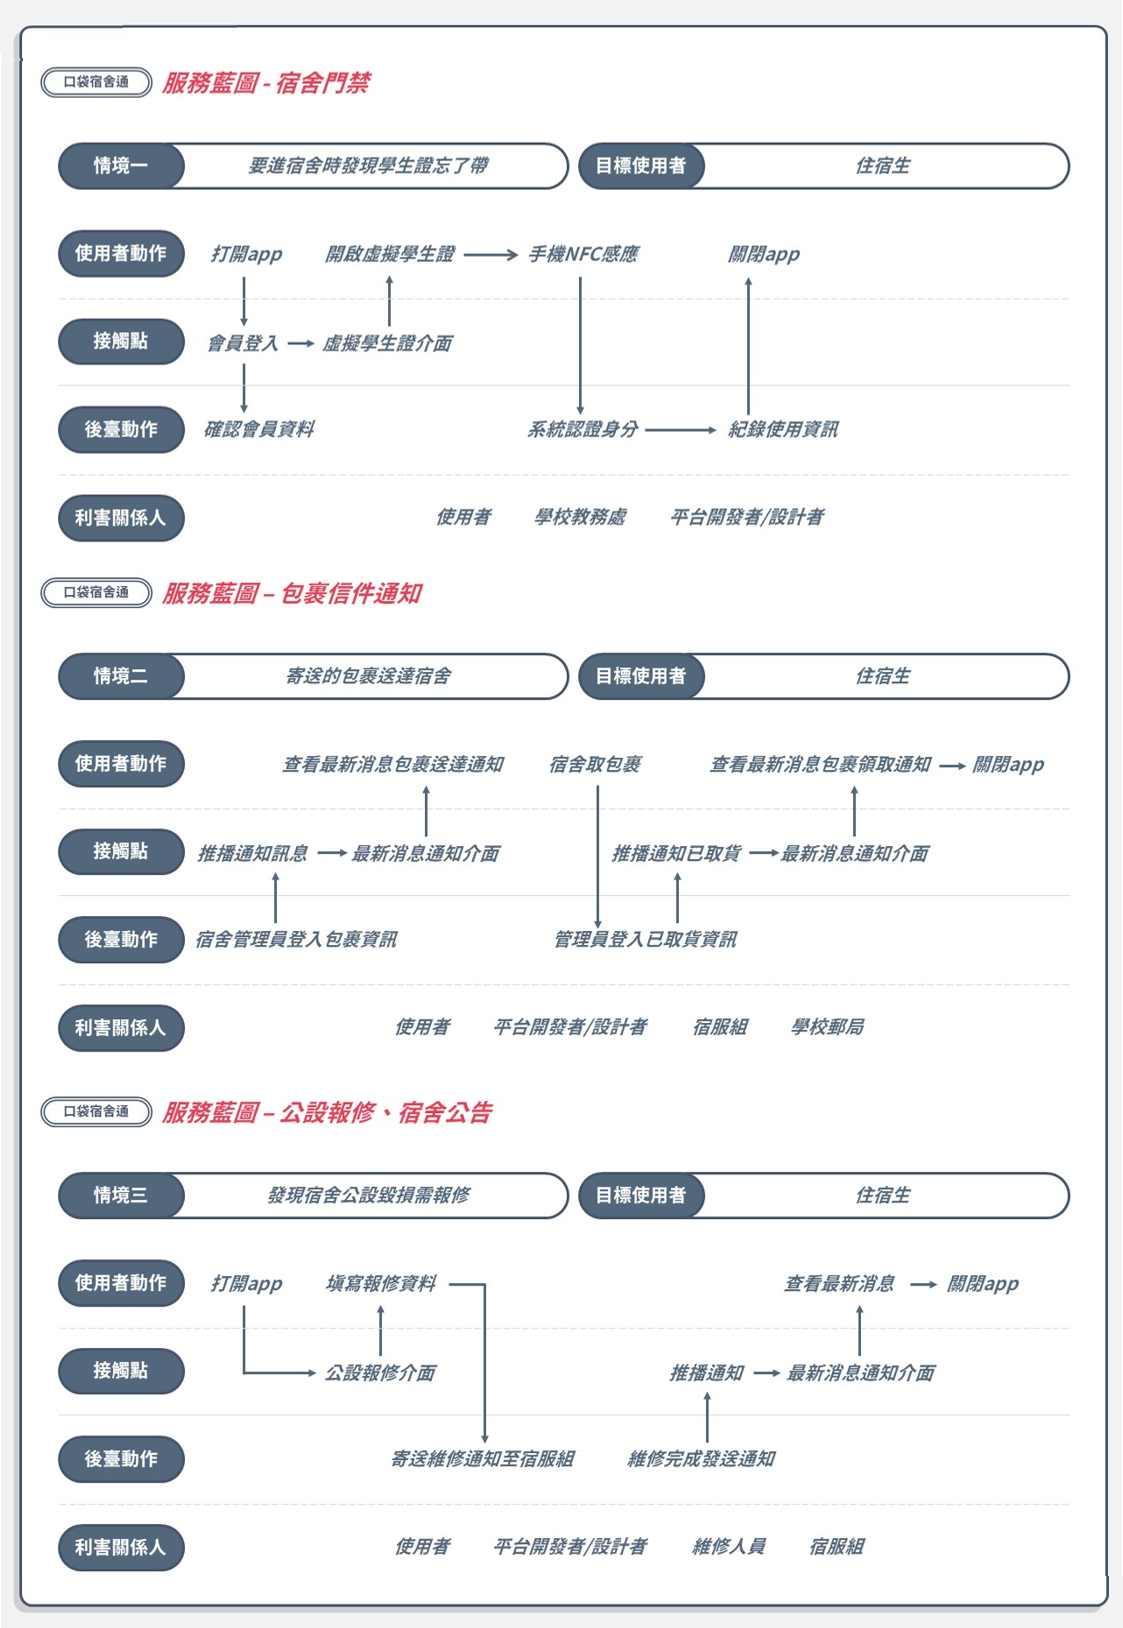 口袋宿舍通 服務藍圖 - 宿舍門禁
情境一 要進宿舍時發現學生證忘了帶 目標使用者 住宿生
使用者動作 打開app 開啟虛擬學生證 手機NFC感應 關閉app
接觸點 會員登入 虛擬學生證介面
後臺動作 確認會員資料 系統認證身分 紀錄使用資訊
利害關係人 使用者 學校教務處 平台開發者/設計者
口袋宿舍通 服務藍圖 – 包裹信件通知
情境二 寄送的包裹送達宿舍 目標使用者 住宿生
使用者動作 查看最新消息包裹送達通知 宿舍取包裹 查看最新消息包裹領取通知 關閉app
接觸點 推播通知訊息 最新消息通知介面 推播通知已取貨 最新消息通知介面
後臺動作 宿舍管理員登入包裹資訊 管理員登入已取貨資訊
利害關係人 使用者 平台開發者/設計者 宿服組 學校郵局
口袋宿舍通 服務藍圖 – 公設報修、宿舍公告
情境三 發現宿舍公設毀損需報修 目標使用者 住宿生
使用者動作 打開app 填寫報修資料 查看最新消息 關閉app
接觸點 公設報修介面 推播通知 最新消息通知介面
後臺動作 寄送維修通知至宿服組 維修完成發送通知
利害關係人 使用者 平台開發者/設計者 維修人員 宿服組